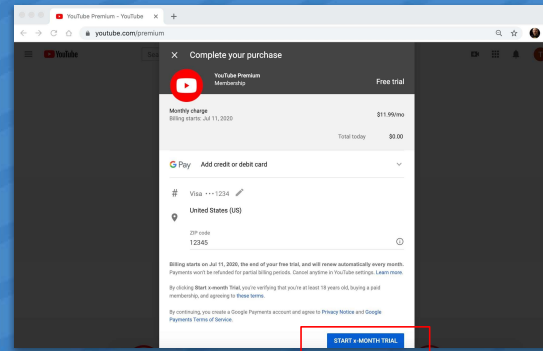 YouTube Premium - YouTube
youtube.com/premium
YouTube
Sea
Complete your purchase
YouTube Premium
Membership
Free trial
Monthly charge
Billing starts: Jul 11, 2020
$11.99/mo
Total today $0.00
G Pay Add credit or debit card
# Visa ···1234
United States (US)
ZIP code
12345
Billing starts on Jul 11, 2020, the end of your free trial, and will renew automatically every month.
Payments won't be refunded for partial billing periods. Cancel anytime in YouTube settings. Learn more.
By clicking Start x-month Trial, you're verifying that you're at least 18 years old, buying a paid
membership, and agreeing to these terms.
By continuing, you create a Google Payments account and agree to Privacy Notice and Google
Payments Terms of Service.
START x-MONTH TRIAL